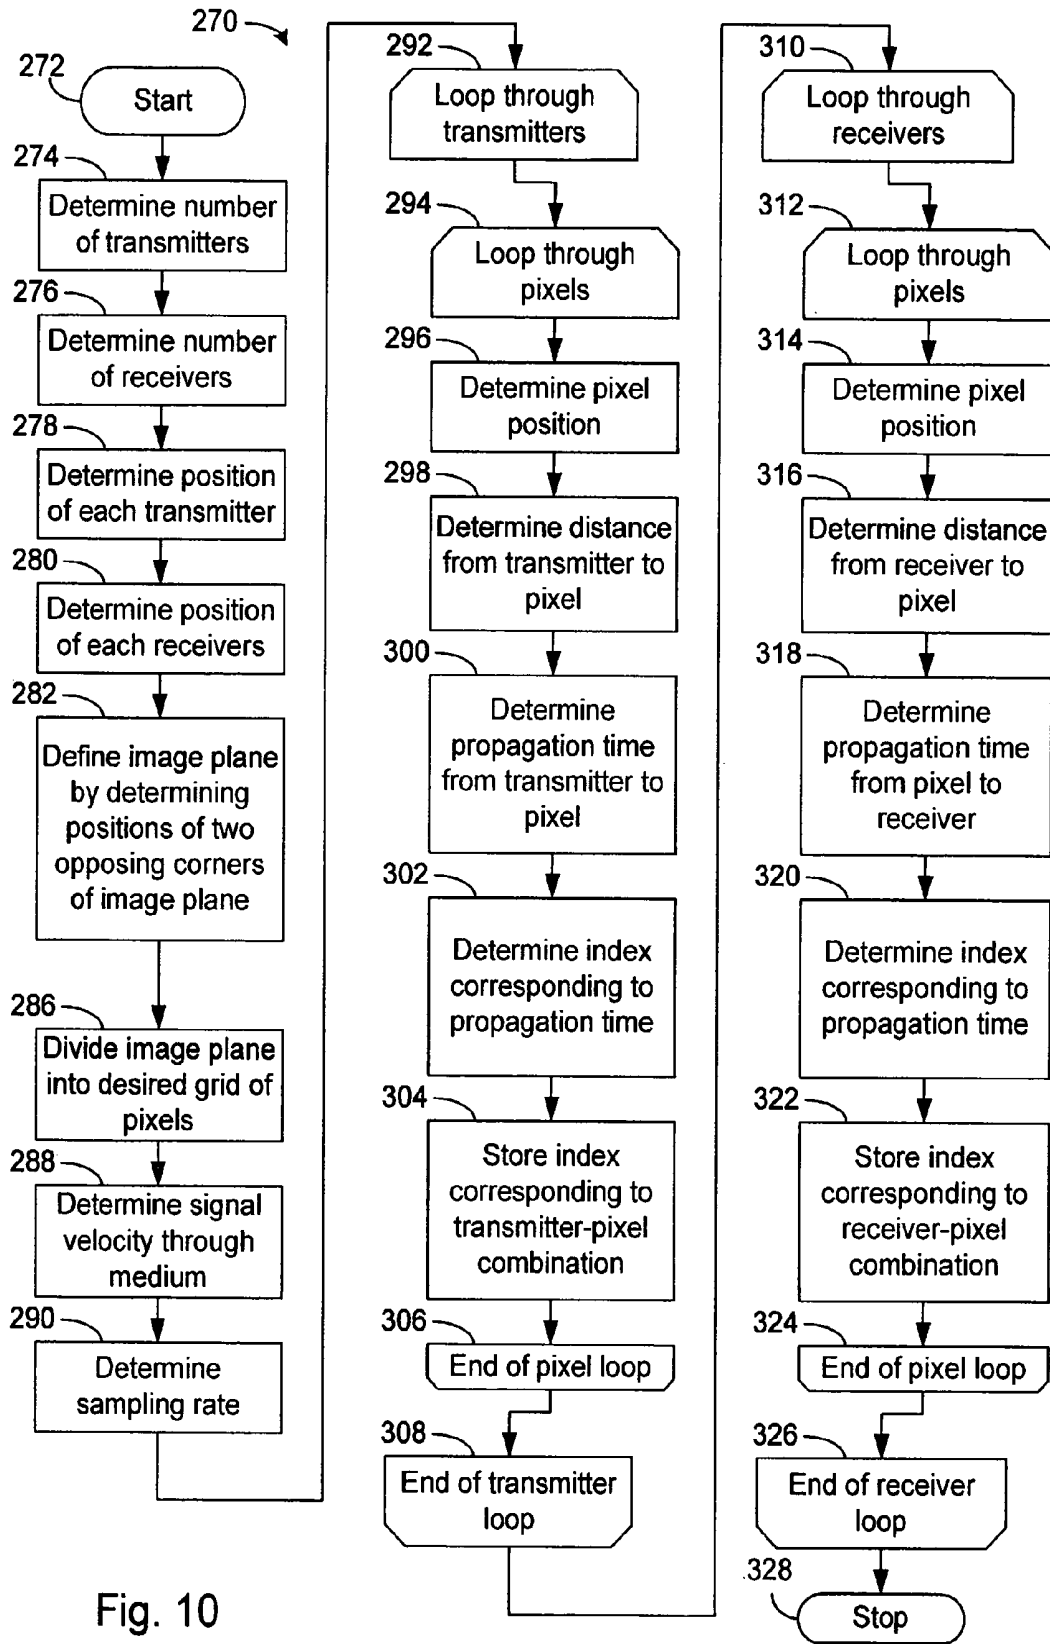 270
272
Start
274
Determine number
of transmitters
276
Determine number
of receivers
278
Determine position
of each transmitter
280
Determine position
of each receivers
282
Define image plane
by determining
positions of two
opposing corners
of image plane
286
Divide image plane
into desired grid of
pixels
288
Determine signal
velocity through
medium
290
Determine
sampling rate
292
Loop through
transmitters
294
Loop through
pixels
296
Determine pixel
position
298
Determine distance
from transmitter to
pixel
300
Determine
propagation time
from transmitter to
pixel
302
Determine index
corresponding to
propagation time
304
Store index
corresponding to
transmitter-pixel
combination
306
End of pixel loop
308
End of transmitter
loop
310
Loop through
receivers
312
Loop through
pixels
314
Determine pixel
position
316
Determine distance
from receiver to
pixel
318
Determine
propagation time
from pixel to
receiver
320
Determine index
corresponding to
propagation time
322
Store index
corresponding to
receiver-pixel
combination
324
End of pixel loop
326
End of receiver
loop
328
Stop
Fig. 10